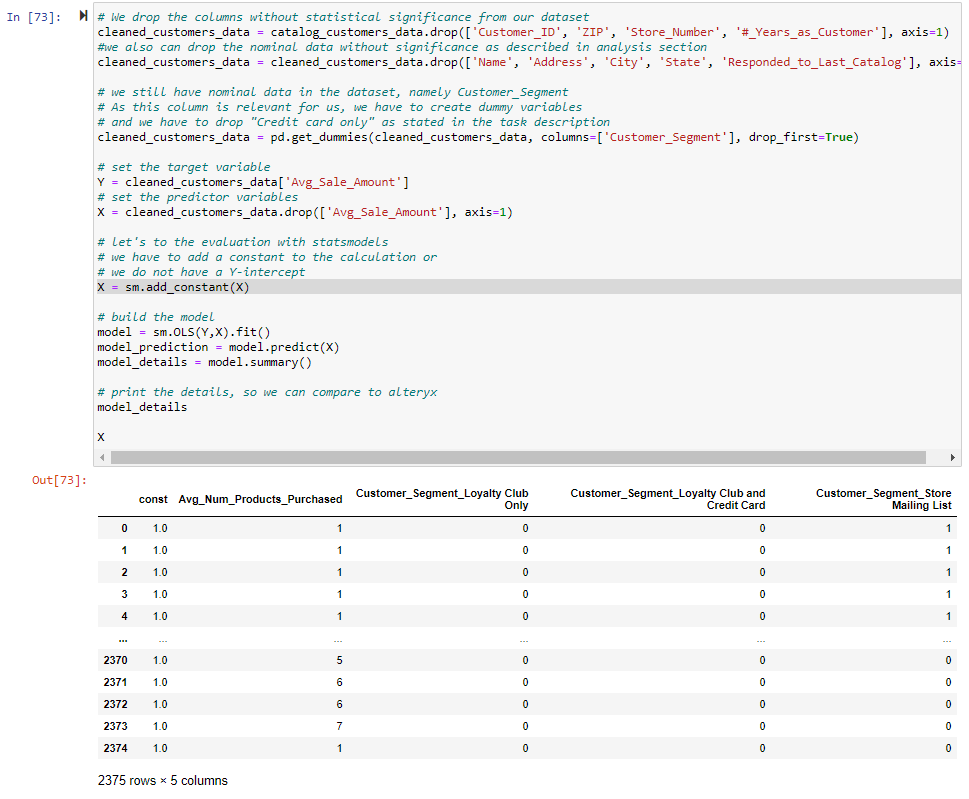 In [73]:
# We drop the columns without statistical significance from our dataset
cleaned_customers_data = catalog_customers_data.drop(['Customer_ID', 'ZIP', 'Store_Number', '#_Years_as_Customer'], axis=1)
#we also can drop the nominal data without significance as described in analysis section
cleaned_customers_data = cleaned_customers_data.drop(['Name', 'Address', 'City', 'State', 'Responded_to_Last_Catalog'], axis=
# we still have nominal data in the dataset, namely Customer_Segment
# As this column is relevant for us, we have to create dummy variables
# and we have to drop "Credit card only" as stated in the task description
cleaned_customers_data = pd.get_dummies(cleaned_customers_data, columns=['Customer_Segment'], drop_first=True)
# set the target variable
Y = cleaned_customers_data['Avg_Sale_Amount']
# set the predictor variables
X = cleaned_customers_data.drop(['Avg_Sale_Amount'], axis=1)
# let's to the evaluation with statsmodels
# we have to add a constant to the calculation or
# we do not have a Y-intercept
X = sm.add_constant(X)
# build the model
model = sm.OLS(Y,X).fit()
model_prediction = model.predict(X)
model_details = model.summary()
# print the details, so we can compare to alteryx
model_details
X
Out[73]:
const Avg_Num_Products_Purchased Customer_Segment_Loyalty Club Only Customer_Segment_Loyalty Club and Credit Card Customer_Segment_Store Mailing List
0 1.0 1 0 0 1
1 1.0 1 0 0 1
2 1.0 1 0 0 1
3 1.0 1 0 0 1
4 1.0 1 0 0 1
... ... ... ... ... ...
2370 1.0 5 0 0 0
2371 1.0 6 0 0 0
2372 1.0 6 0 0 0
2373 1.0 7 0 0 0
2374 1.0 1 0 0 0
2375 rows × 5 columns